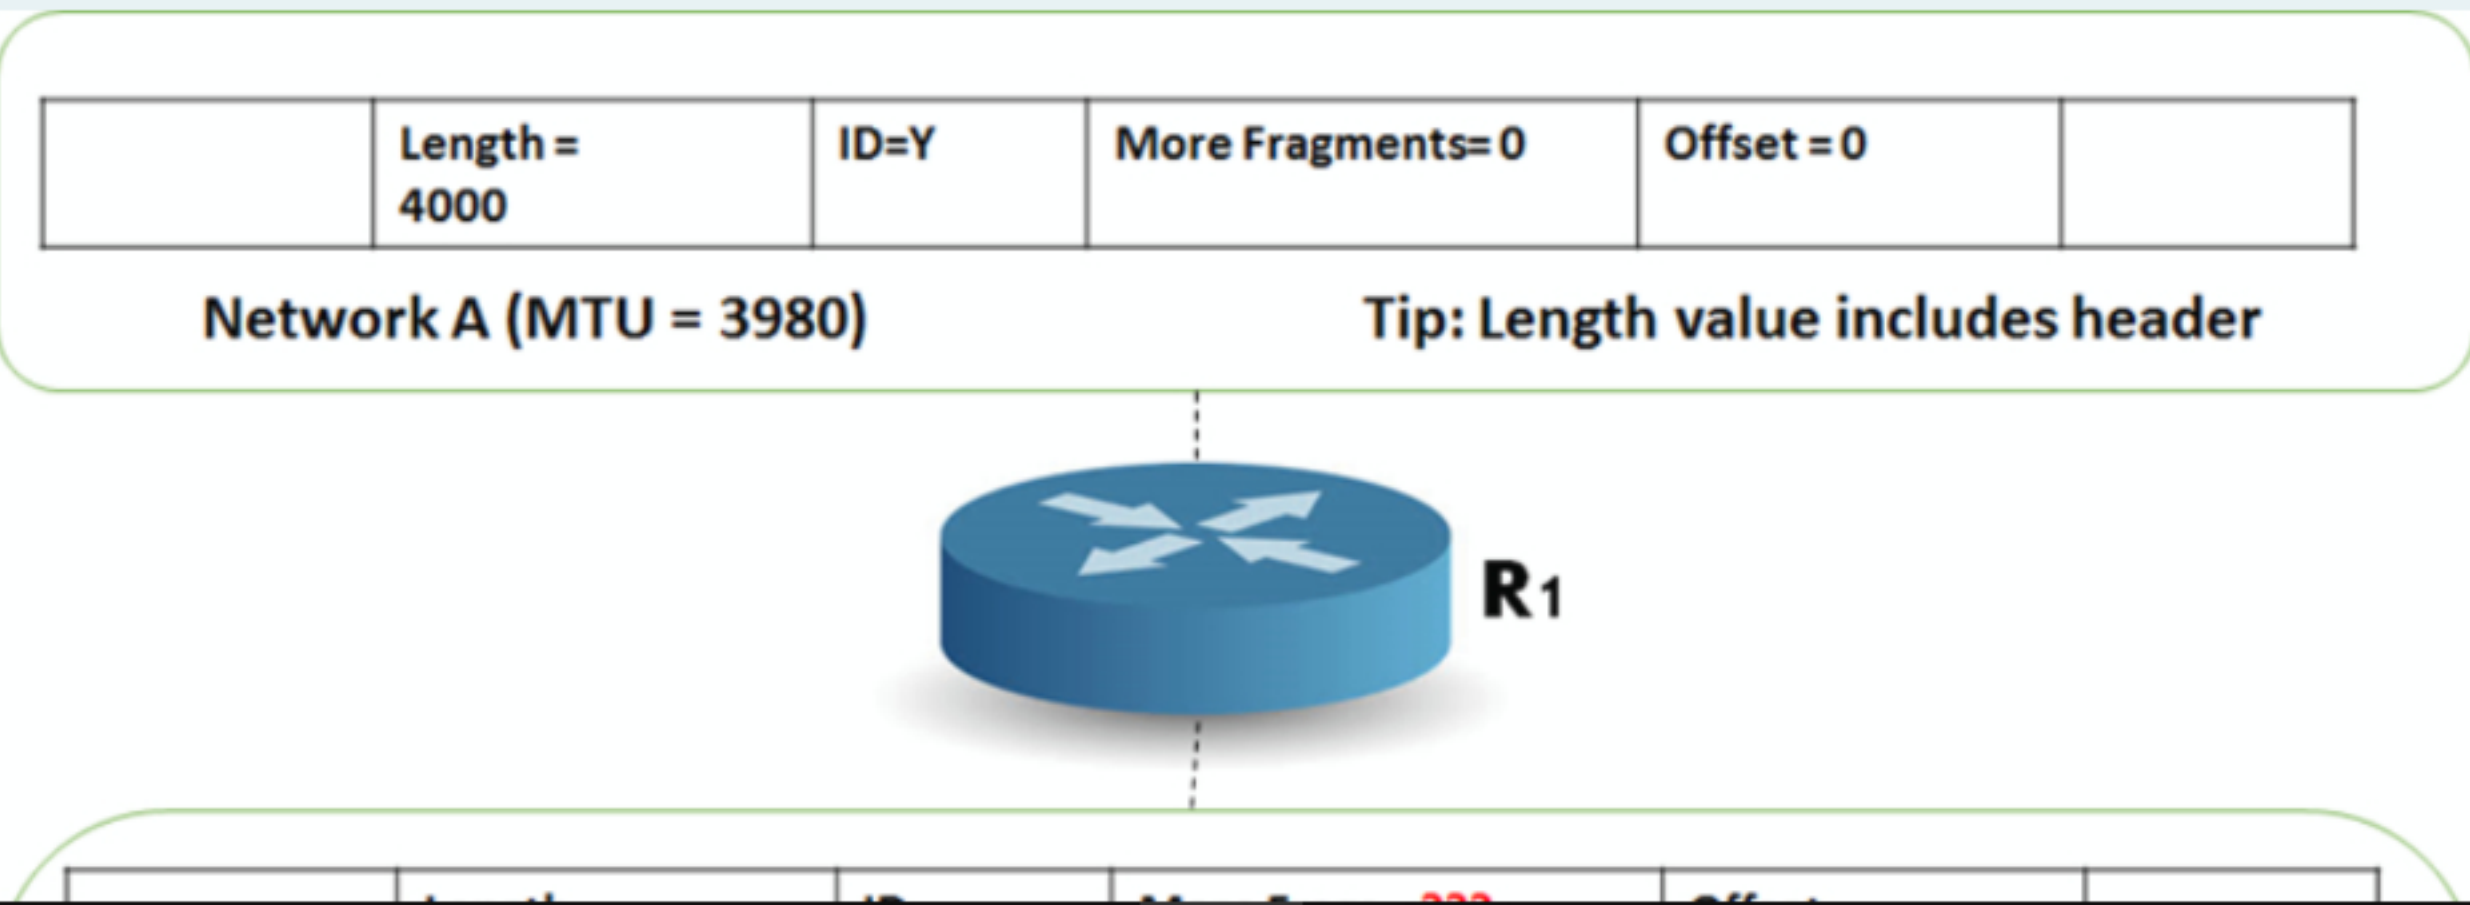 Length = ID=Y More Fragments= 0 Offset = 0
4000
Network A (MTU = 3980) Tip: Length value includes header
R1
???